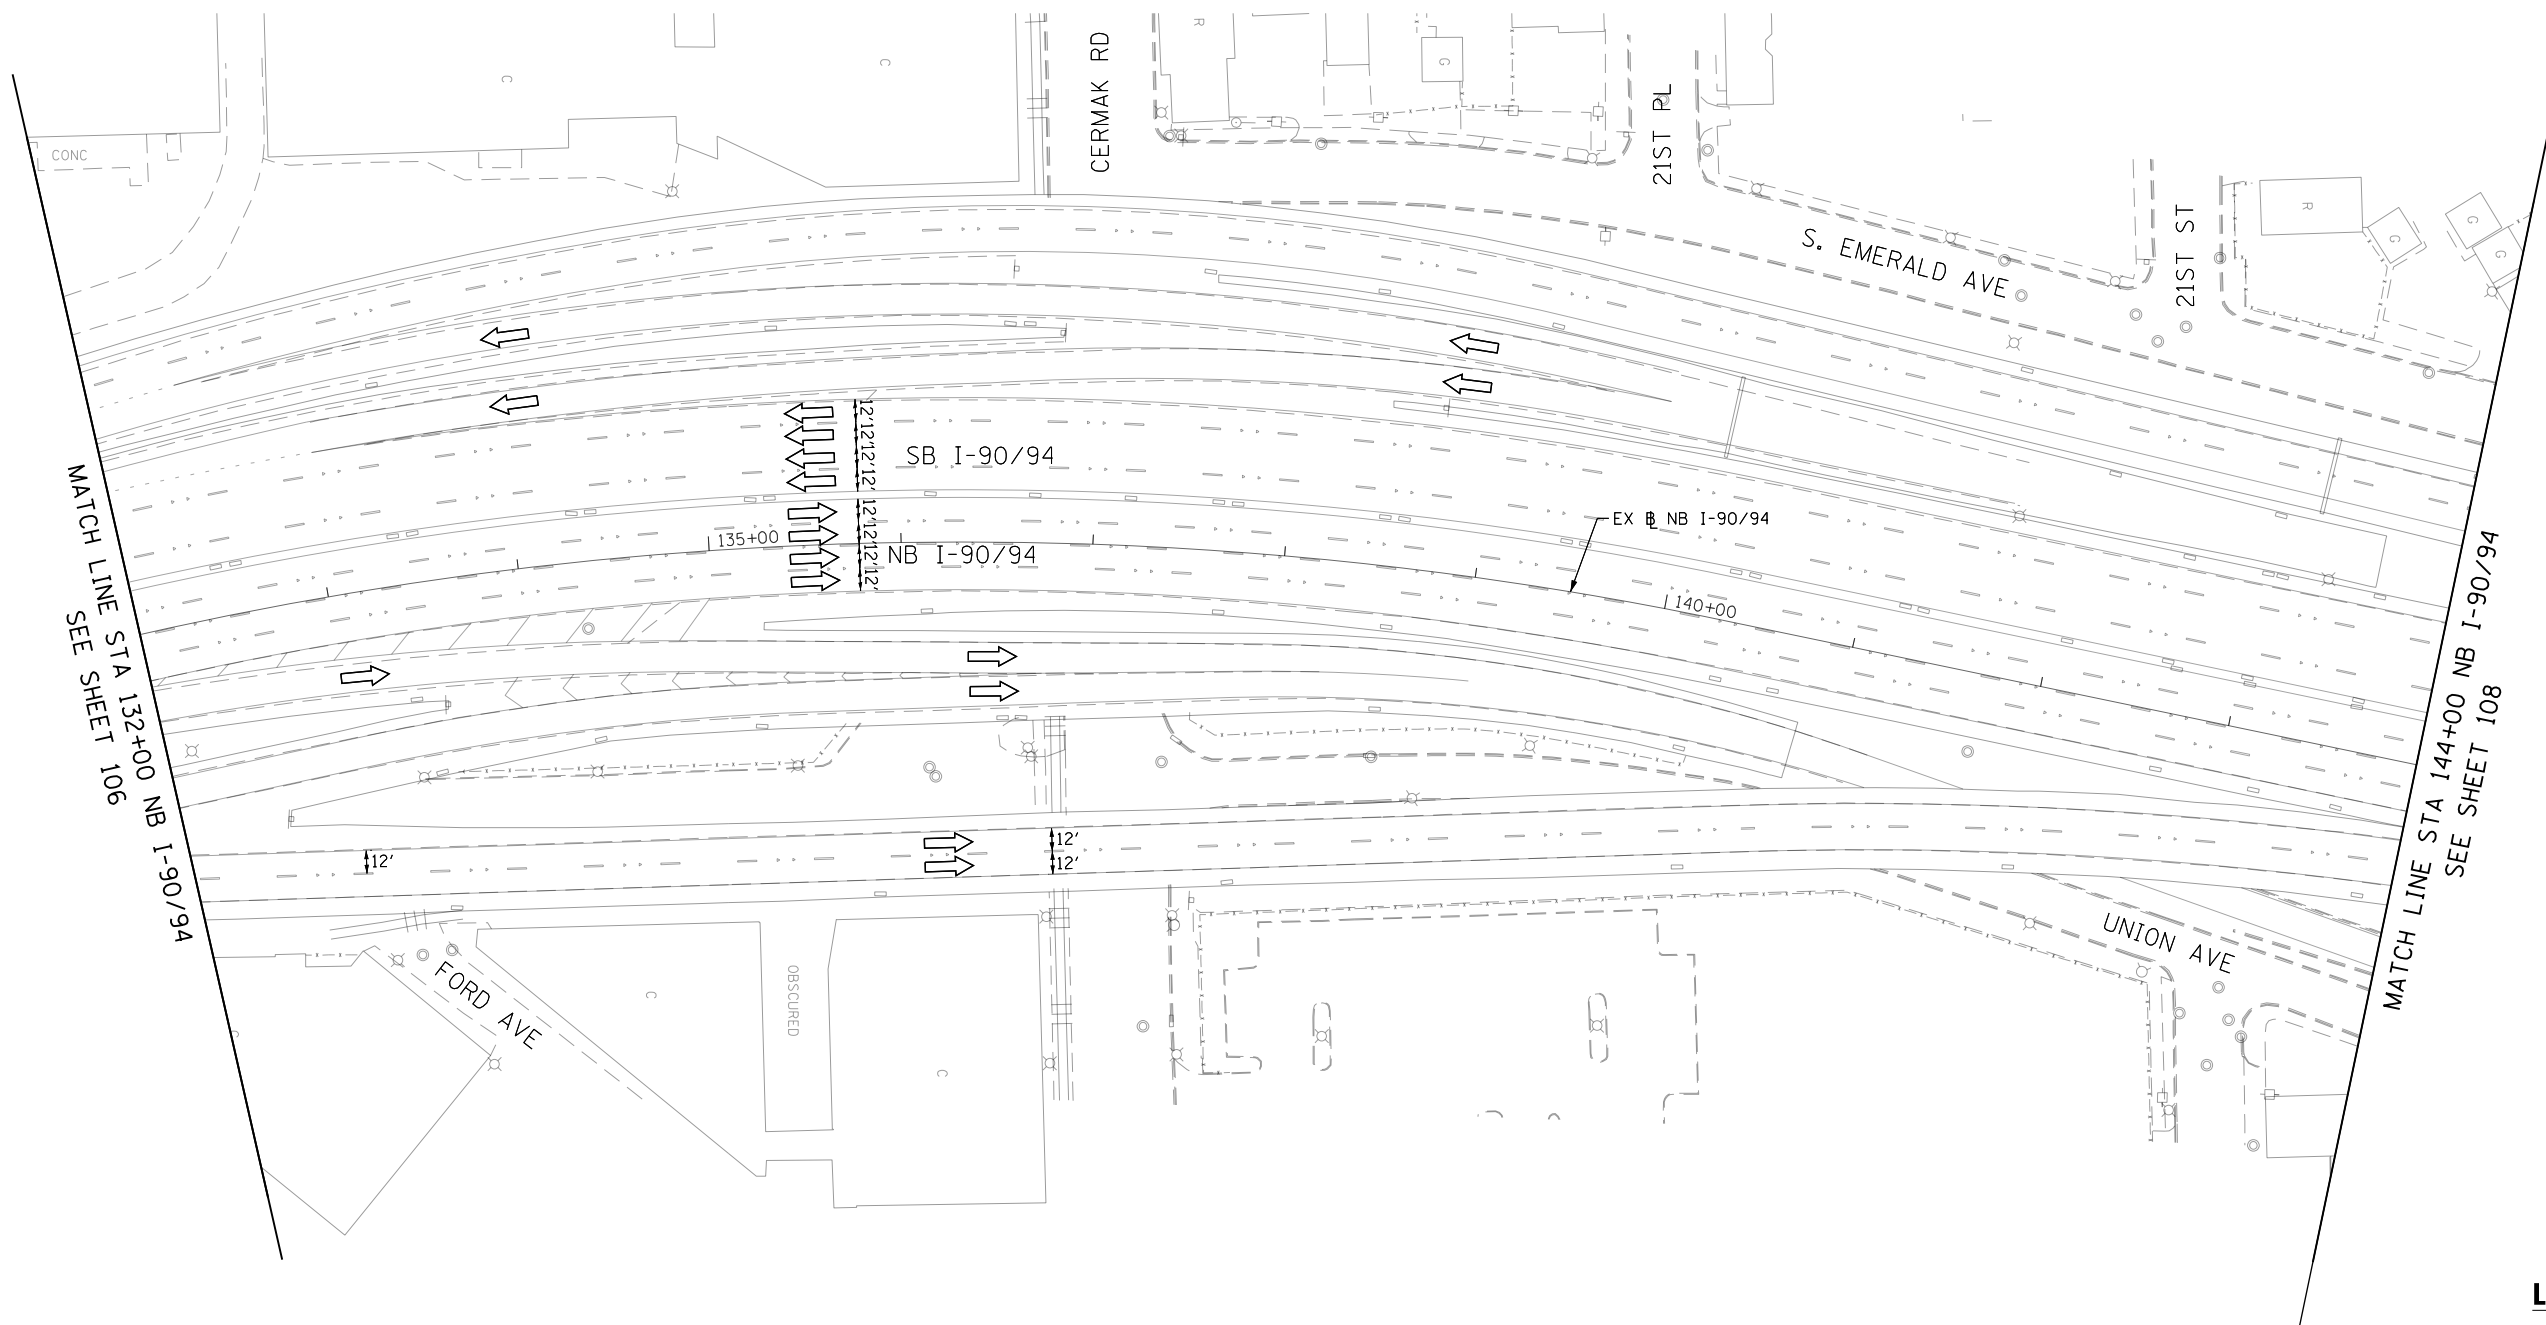 CERMAK RD
R
G
21ST PL
C
C
CONC
S. EMERALD AVE
21ST ST
R
G
G
G
12'
12'
12'
12'
SB I-90/94
12'
12'
12'
12'
135+00
NB I-90/94
EX ℄ NB I-90/94
140+00
MATCH LINE STA 132+00 NB I-90/94
SEE SHEET 106
MATCH LINE STA 144+00 NB I-90/94
SEE SHEET 108
12'
12'
12'
UNION AVE
FORD AVE
OBSCURED
C
C
C
L